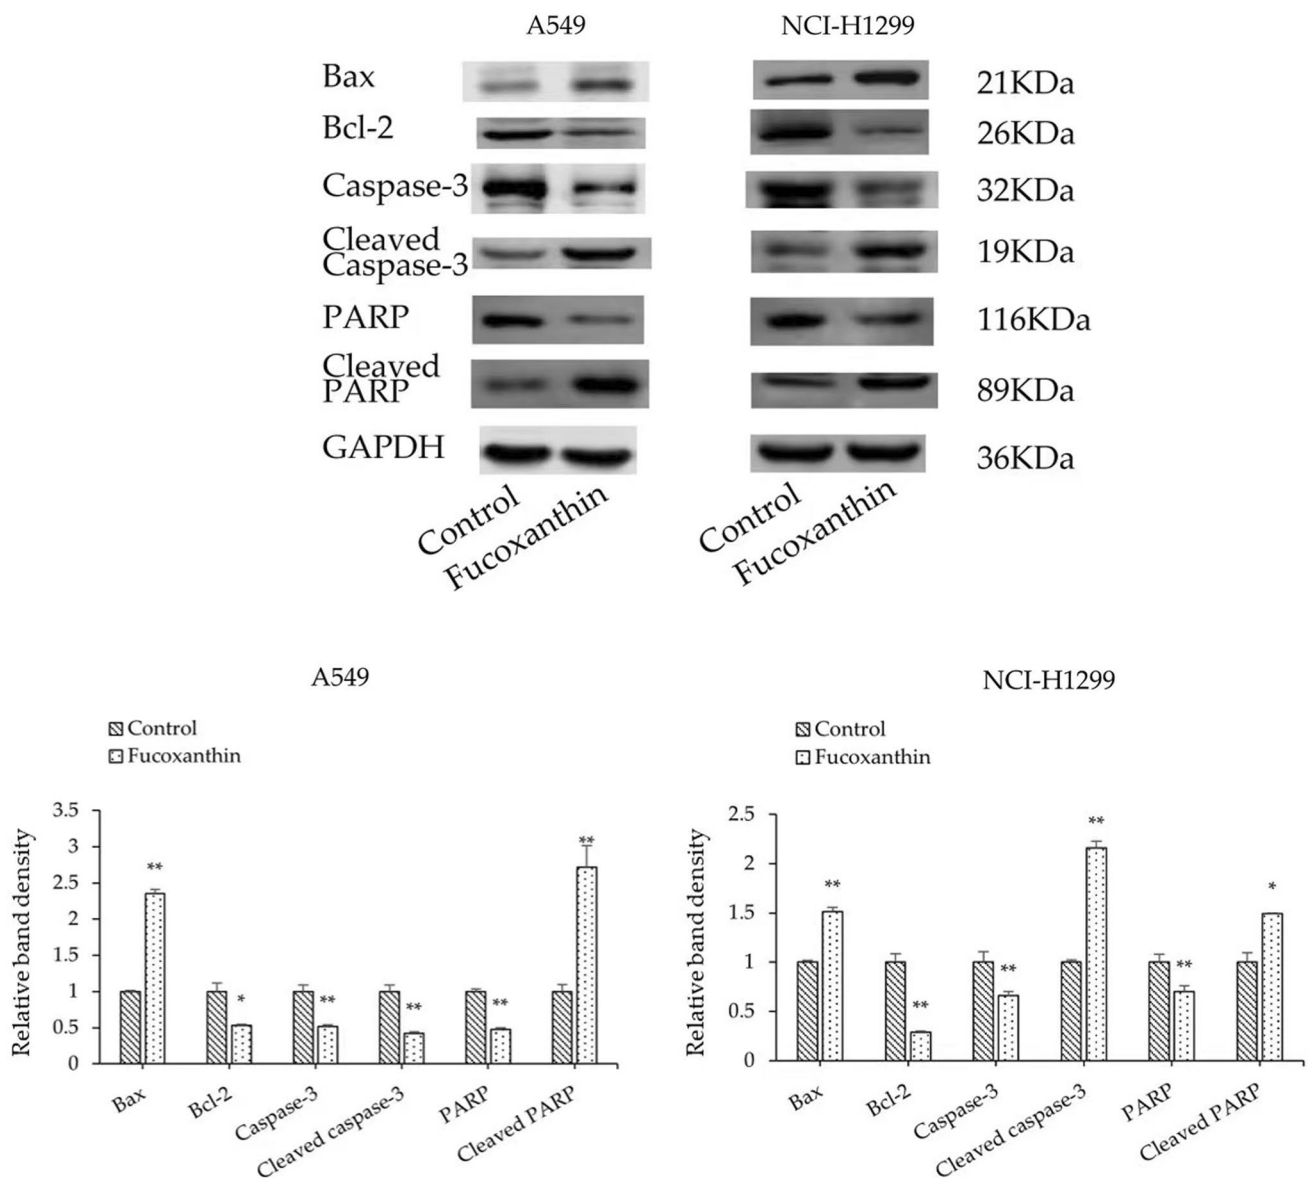 A549 NCI-H1299
Bax 21KDa
Bcl-2 26KDa
Caspase-3 32KDa
Cleaved
Caspase-3 19KDa
PARP 116KDa
Cleaved
PARP 89KDa
GAPDH 36KDa
Control Control
Fucoxanthin Fucoxanthin
A549
Control
Fucoxanthin
Relative band density
3.5
3
2.5
2
1.5
1
0.5
0
**
*
**
**
**
**
Bax
Bcl-2
Caspase-3
Cleaved caspase-3
PARP
Cleaved PARP
NCI-H1299
Control
Fucoxanthin
Relative band density
2.5
2
1.5
1
0.5
0
**
**
**
**
**
*
Bax
Bcl-2
Caspase-3
Cleaved caspase-3
PARP
Cleaved PARP